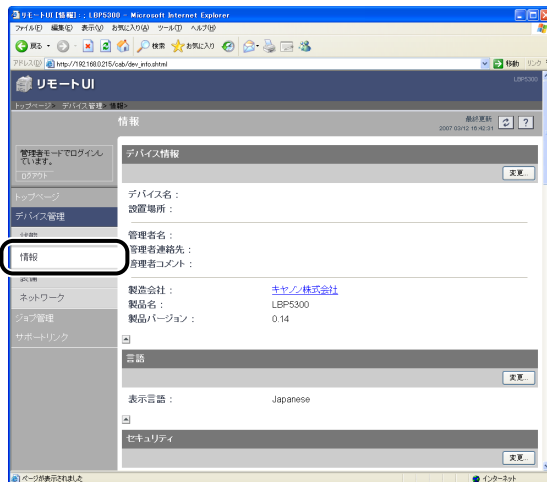 リモートUI [情報] : ; LBP5300 - Microsoft Internet Explorer
ファイル(F) 編集(E) 表示(V) お気に入り(A) ツール(T) ヘルプ(H)
戻る 検索 お気に入り
アドレス(D) http://192.168.0.215/cab/dev_info.shtml 移動 リンク
リモートUI LBP5300
トップページ> デバイス管理> 情報>
情報 最終更新
2007 03/12 16:42:31 ?
管理者モードでログインし
ています。
ログアウト
デバイス情報
変更...
トップページ
デバイス管理
状態
情報
ネットワーク
ジョブ管理
サポートリンク
デバイス名 :
設置場所 :
管理者名 :
管理者連絡先 :
管理者コメント :
製造会社 : キヤノン株式会社
製品名 : LBP5300
製品バージョン : 0.14
言語
変更...
表示言語 : Japanese
セキュリティ
変更...
ページが表示されました インターネット